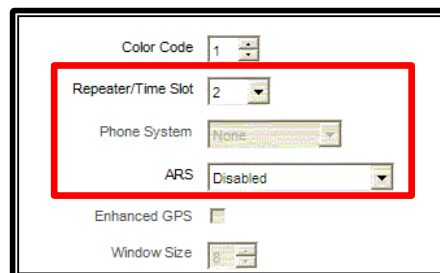 Color Code 1
Repeater/Time Slot 2
Phone System None
ARS Disabled
Enhanced GPS
Window Size 8